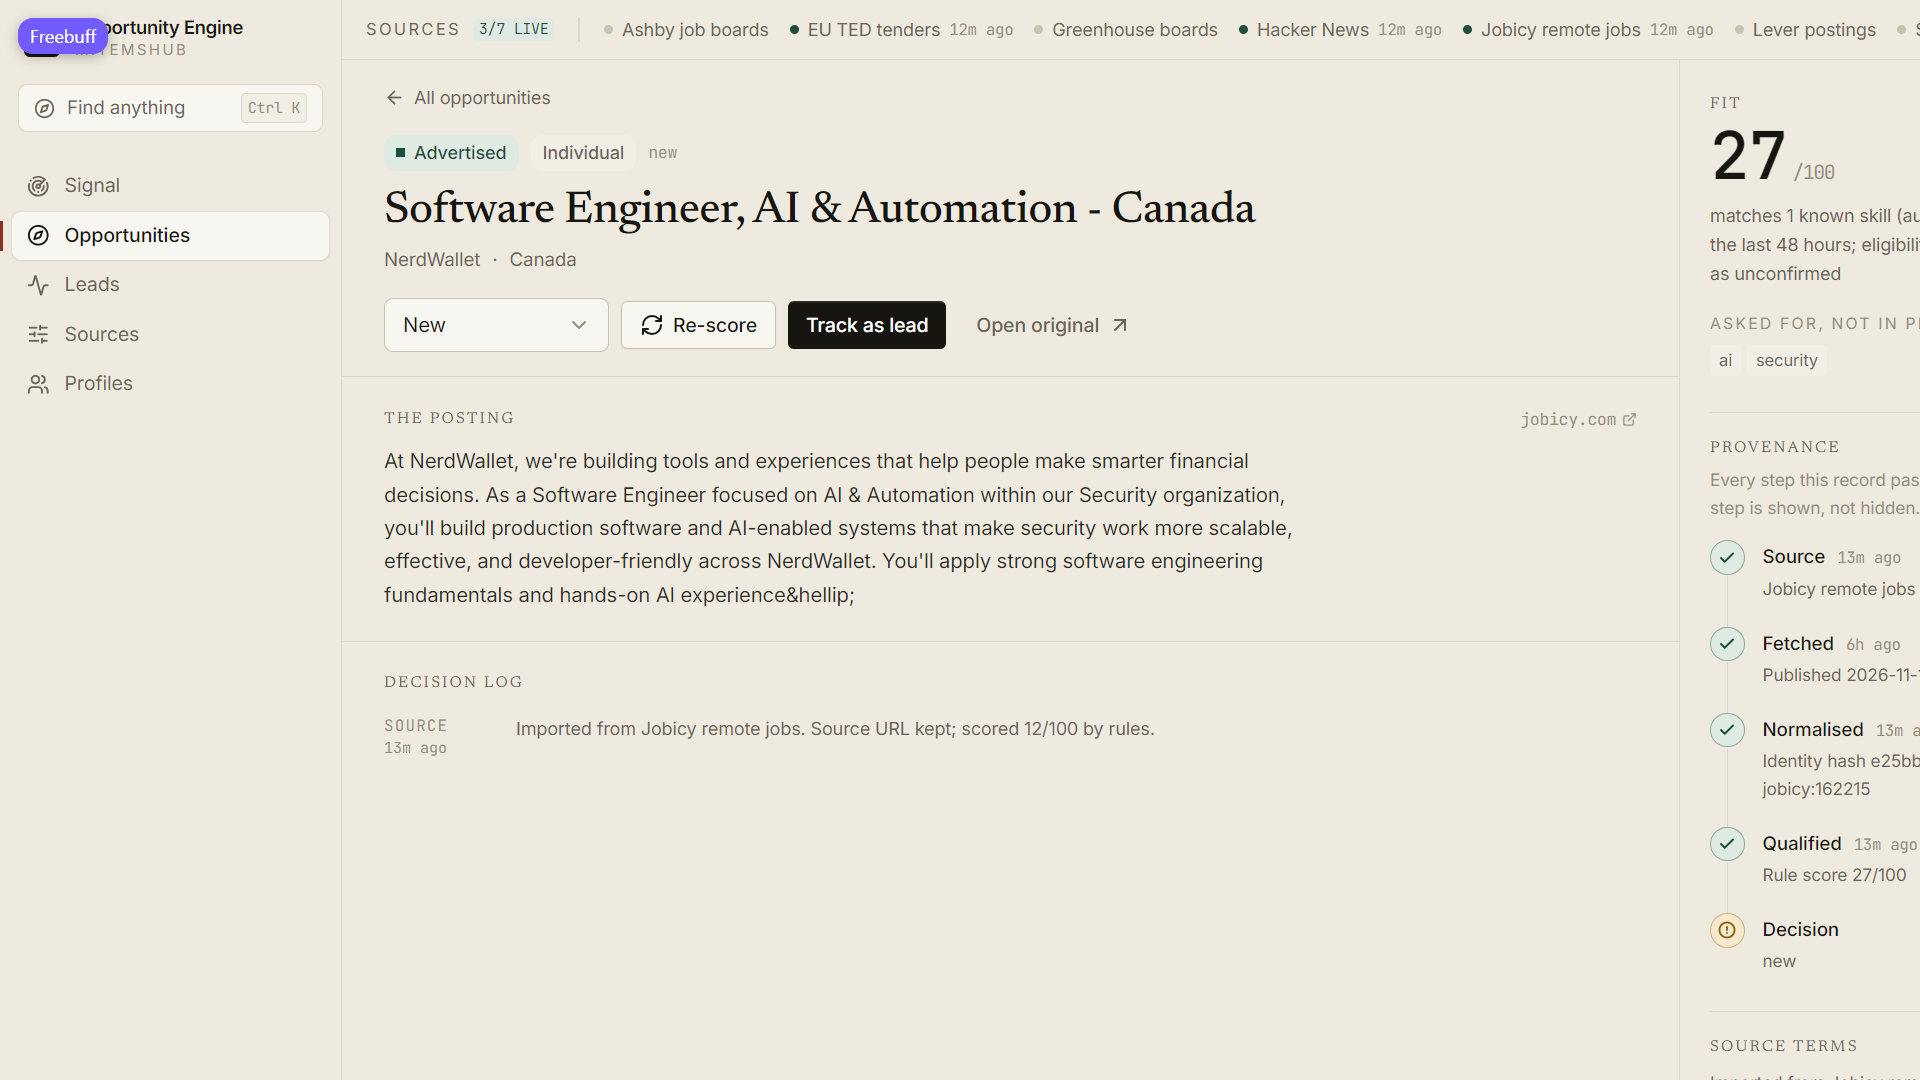 Freebuff
portunity Engine
TEMSHUB
Find anything
Ctrl K
Signal
Opportunities
Leads
Sources
Profiles
SOURCES 3/7 LIVE
Ashby job boards
EU TED tenders 12m ago
Greenhouse boards
Hacker News 12m ago
Jobicy remote jobs 12m ago
Lever postings
All opportunities
Advertised
Individual
new
Software Engineer, AI & Automation - Canada
NerdWallet · Canada
New
Re-score
Track as lead
Open original
THE POSTING
jobicy.com
At NerdWallet, we're building tools and experiences that help people make smarter financial
decisions. As a Software Engineer focused on AI & Automation within our Security organization,
you'll build production software and AI-enabled systems that make security work more scalable,
effective, and developer-friendly across NerdWallet. You'll apply strong software engineering
fundamentals and hands-on AI experience&hellip;
DECISION LOG
SOURCE
13m ago
Imported from Jobicy remote jobs. Source URL kept; scored 12/100 by rules.
FIT
27 /100
matches 1 known skill (au
the last 48 hours; eligibili
as unconfirmed
ASKED FOR, NOT IN P
ai
security
PROVENANCE
Every step this record pas
step is shown, not hidden.
Source 13m ago
Jobicy remote jobs
Fetched 6h ago
Published 2026-11-
Normalised 13m a
Identity hash e25bb
jobicy:162215
Qualified 13m ago
Rule score 27/100
Decision
new
SOURCE TERMS